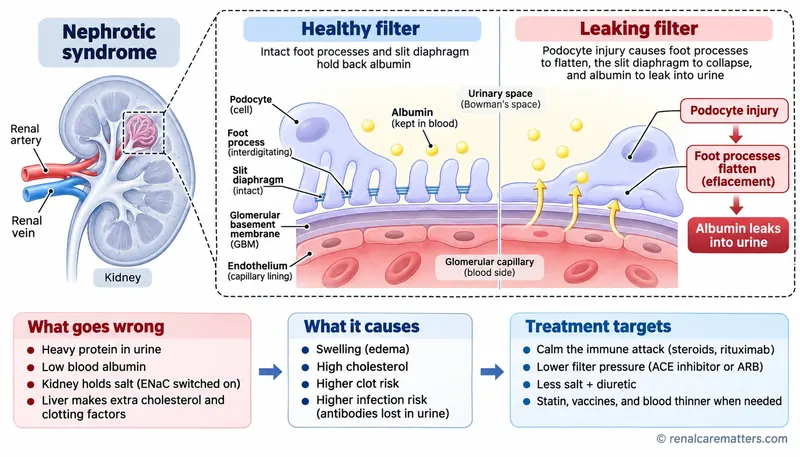 Nephrotic
syndrome
Renal
artery
Renal
vein
Kidney
Healthy filter
Intact foot processes and slit diaphragm
hold back albumin
Leaking filter
Podocyte injury causes foot processes
to flatten, the slit diaphragm to collapse,
and albumin to leak into urine
Urinary space
(Bowman's space)
Podocyte
(cell)
Foot
process
(interdigitating)
Slit
diaphragm
(intact)
Glomerular
basement
membrane
(GBM)
Endothelium
(capillary lining)
Albumin
(kept in blood)
Glomerular capillary
(blood side)
Podocyte injury
Foot processes
flatten
(eflacement)
Albumin leaks
into urine
What goes wrong
• Heavy protein in urine
• Low blood albumin
• Kidney holds salt (ENaC switched on)
• Liver makes extra cholesterol and
clotting factors
What it causes
• Swelling (edema)
• High cholesterol
• Higher clot risk
• Higher infection risk
(antibodies lost in urine)
Treatment targets
• Calm the immune attack (steroids, rituximab)
• Lower filter pressure (ACE inhibitor or ARB)
• Less salt + diuretic
• Statin, vaccines, and blood thinner when needed
© renalcarematters.com